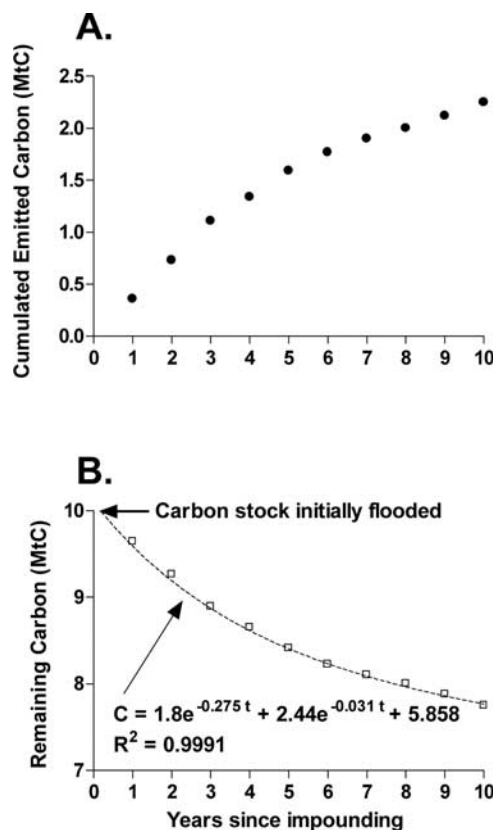 A.
Cumulated Emitted Carbon (MtC)
2.5
2.0
1.5
1.0
0.5
0.0
0 1 2 3 4 5 6 7 8 9 10
B.
Remaining Carbon (MtC)
10
Carbon stock initially flooded
9
8
C = 1.8e^-0.275 t + 2.44e^-0.031 t + 5.858
R² = 0.9991
7
0 1 2 3 4 5 6 7 8 9 10
Years since impounding